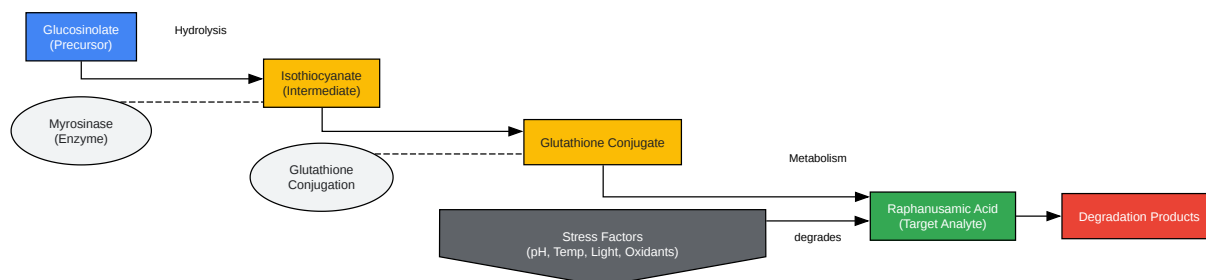 Glucosinolate
(Precursor)
Hydrolysis
Isothiocyanate
(Intermediate)
Myrosinase
(Enzyme)
Glutathione Conjugate
Glutathione
Conjugation
Metabolism
Raphanusamic Acid
(Target Analyte)
Degradation Products
Stress Factors
(pH, Temp, Light, Oxidants)
degrades